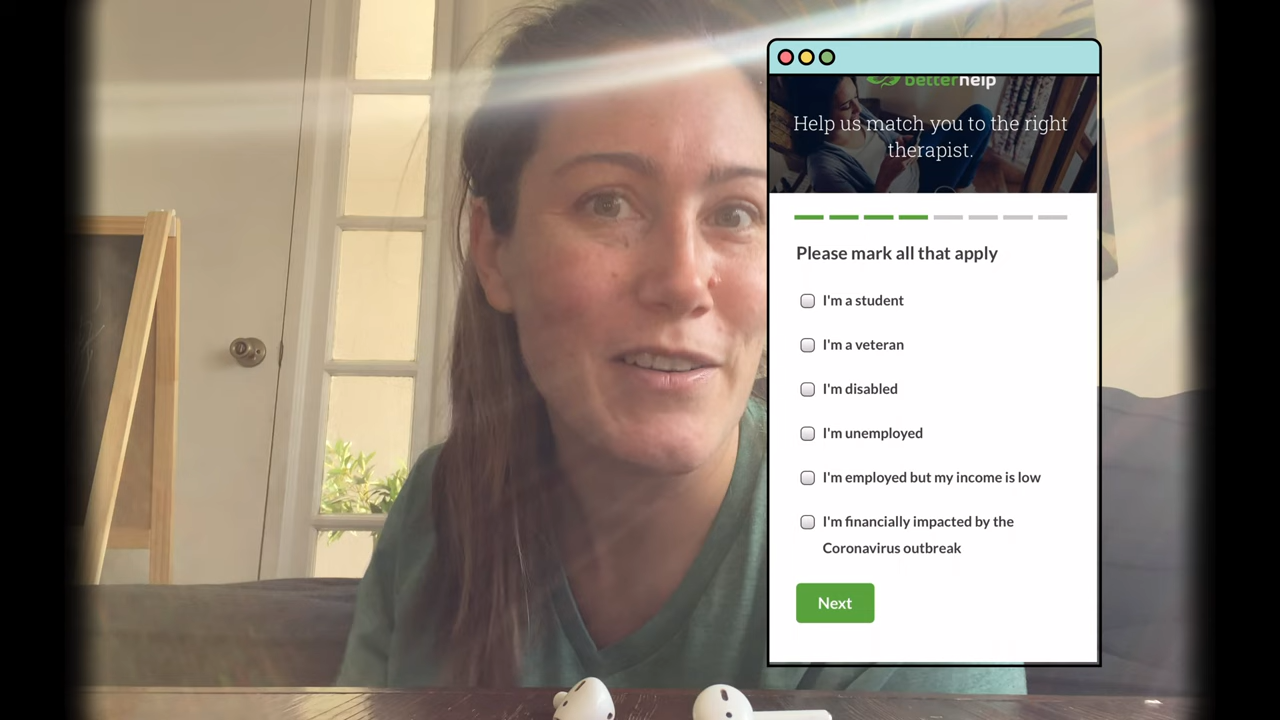 betterhelp
Help us match you to the right
therapist.
Please mark all that apply
I'm a student
I'm a veteran
I'm disabled
I'm unemployed
I'm employed but my income is low
I'm financially impacted by the
Coronavirus outbreak
Next